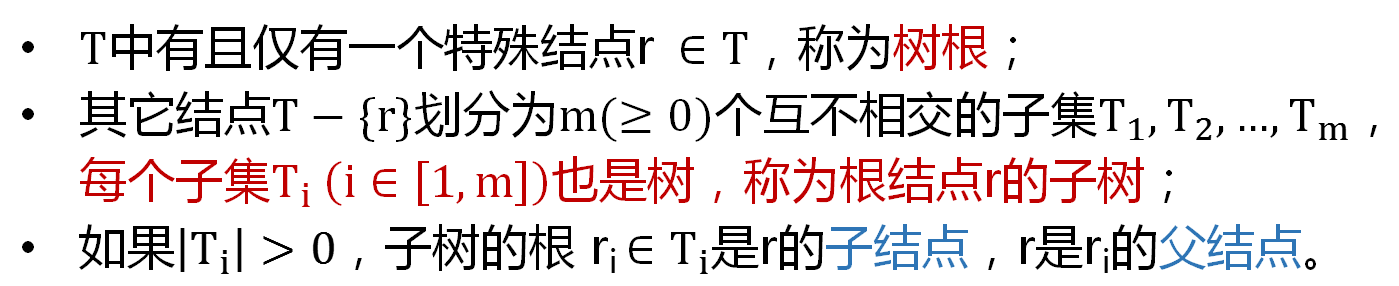 • T中有且仅有一个特殊结点r ∈ T，称为树根；
• 其它结点T − {r}划分为m(≥ 0)个互不相交的子集T₁, T₂, …, Tₘ，
每个子集Tᵢ (i ∈ [1, m])也是树，称为根结点r的子树；
• 如果|Tᵢ| > 0，子树的根 rᵢ ∈ Tᵢ是r的子结点，r是rᵢ的父结点。